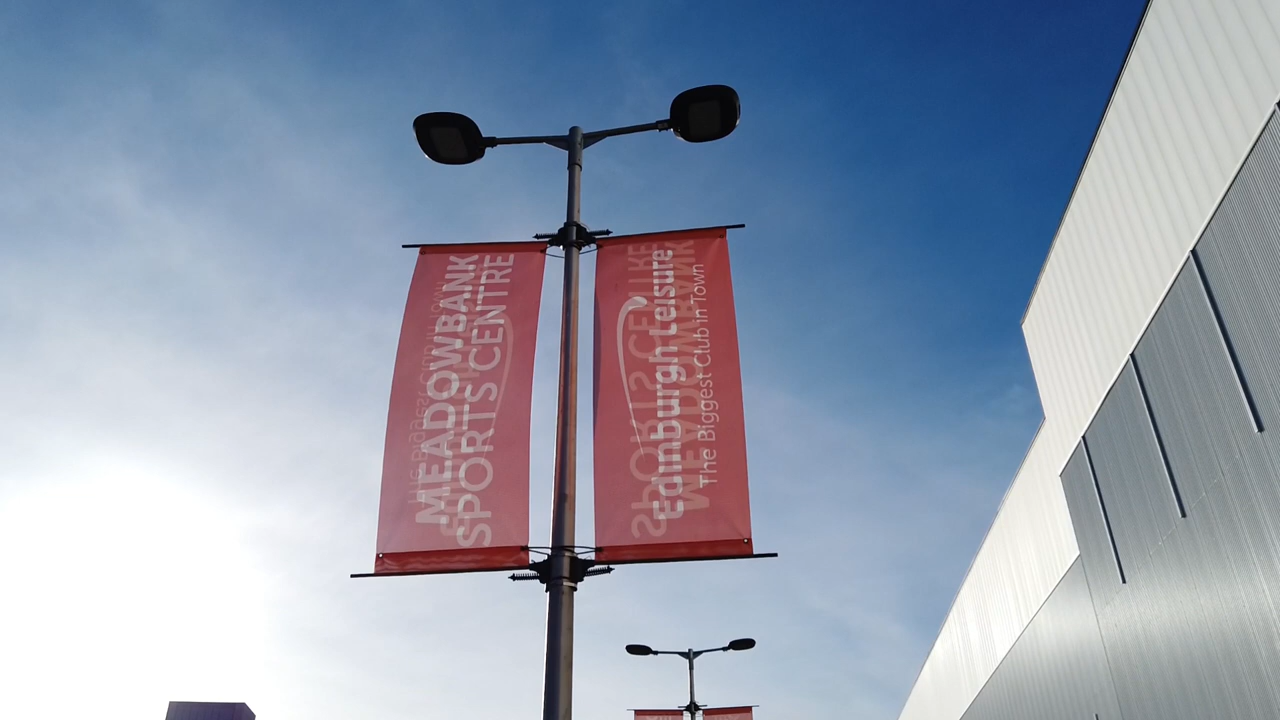 MEADOWBANK
SPORTS CENTRE
Edinburgh Leisure
The Biggest Club in Town